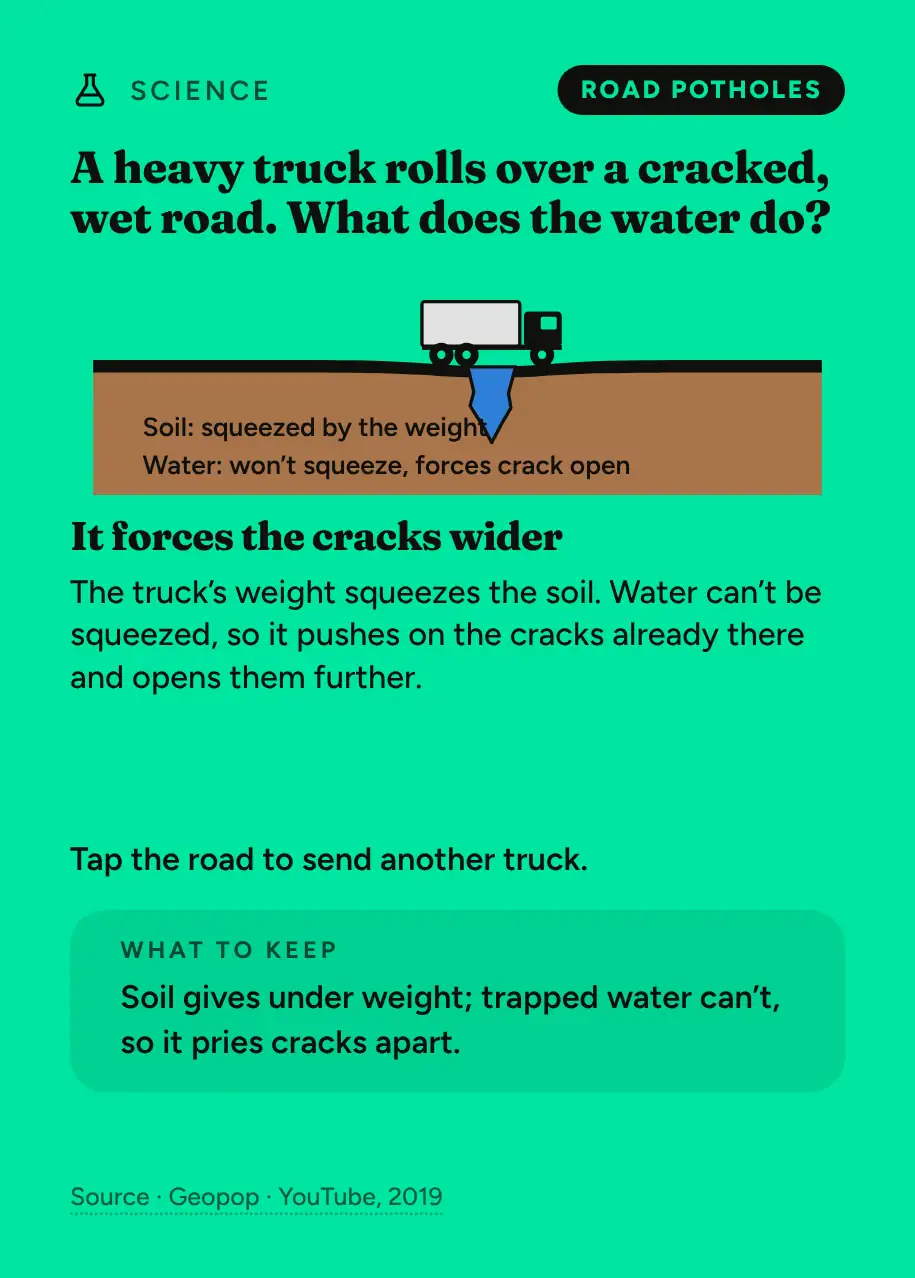 SCIENCE
ROAD POTHOLES
A heavy truck rolls over a cracked,
wet road. What does the water do?
Soil: squeezed by the weight
Water: won’t squeeze, forces crack open
It forces the cracks wider
The truck’s weight squeezes the soil. Water can’t be
squeezed, so it pushes on the cracks already there
and opens them further.
Tap the road to send another truck.
WHAT TO KEEP
Soil gives under weight; trapped water can’t,
so it pries cracks apart.
Source · Geopop · YouTube, 2019